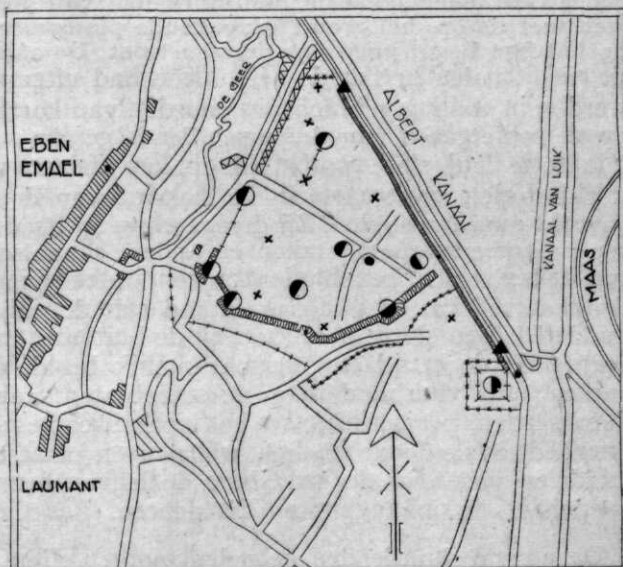 DE GEER
ALBERT
KANAAL
EBEN
EMAEL
KANAAL VAN LUIK
MAAS
LAUMANT